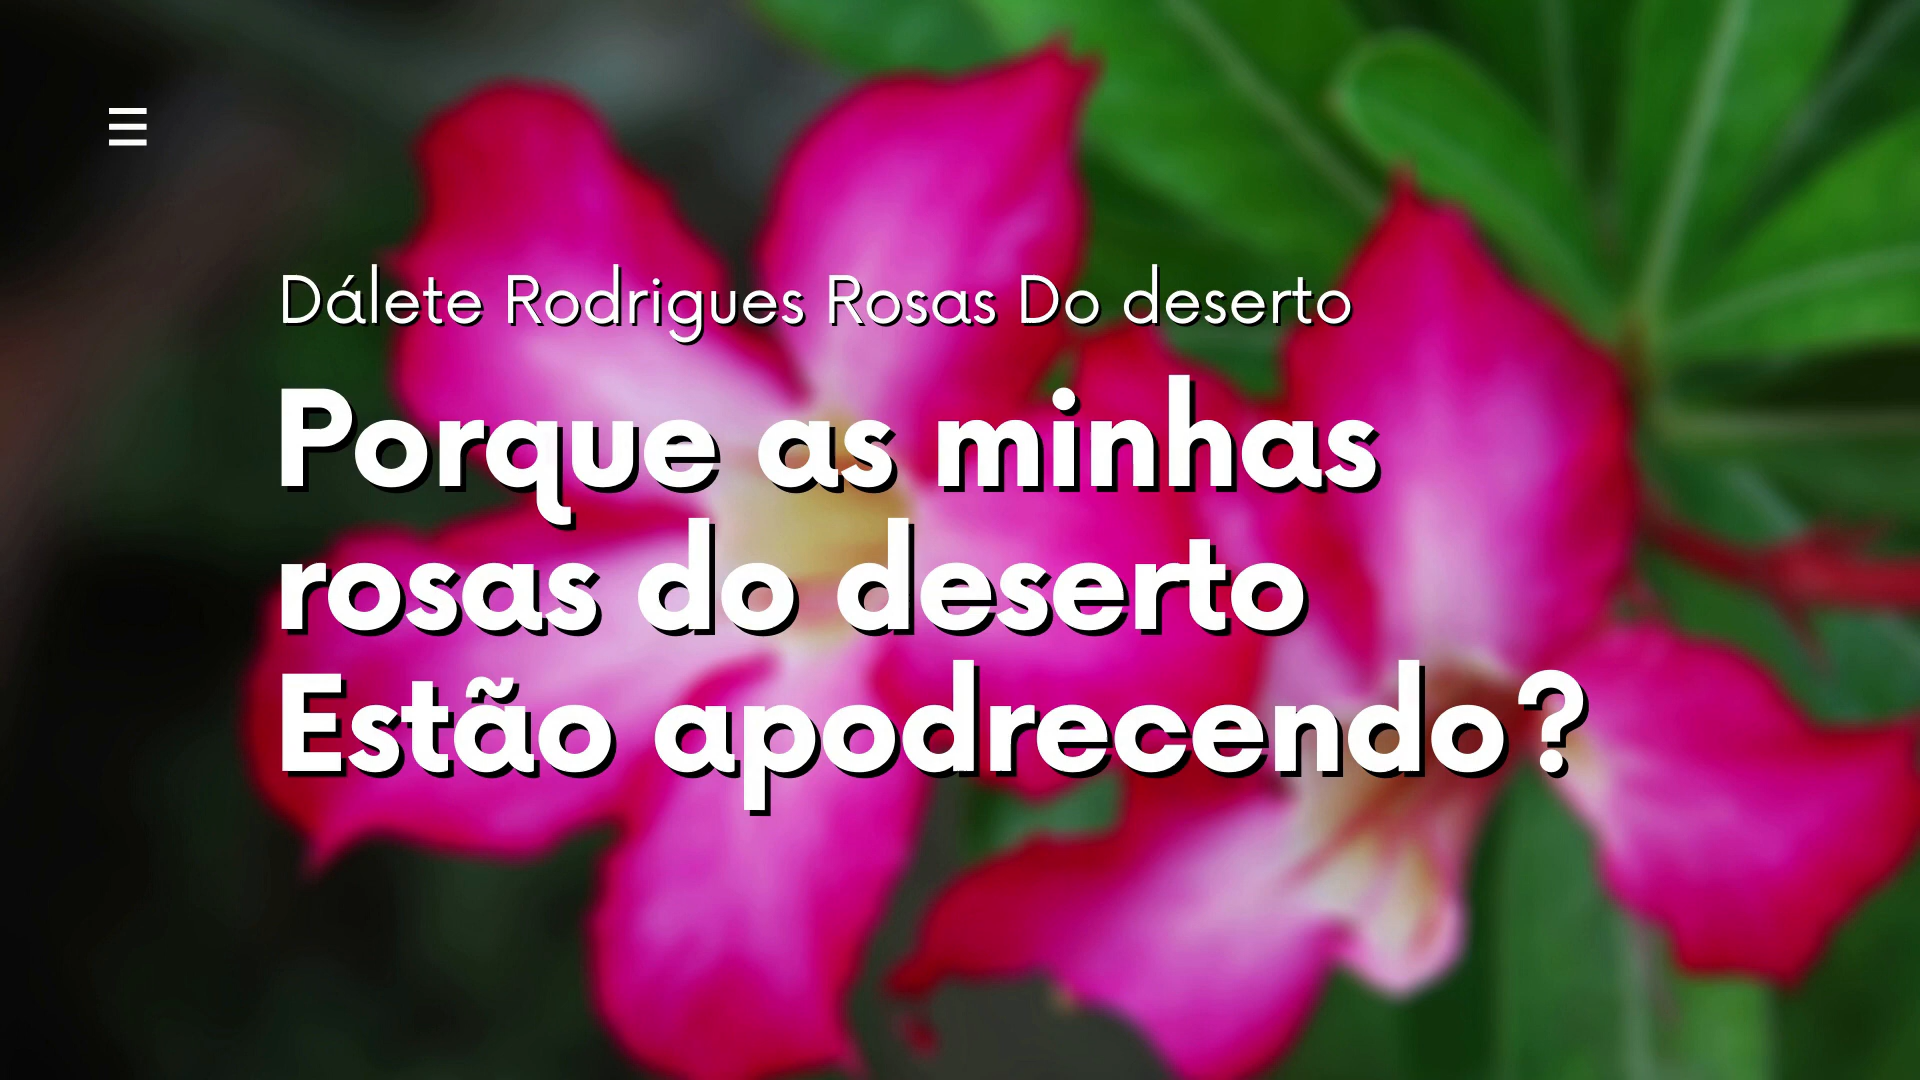 Dálete Rodrigues Rosas Do deserto
Porque as minhas
rosas do deserto
Estão apodrecendo?